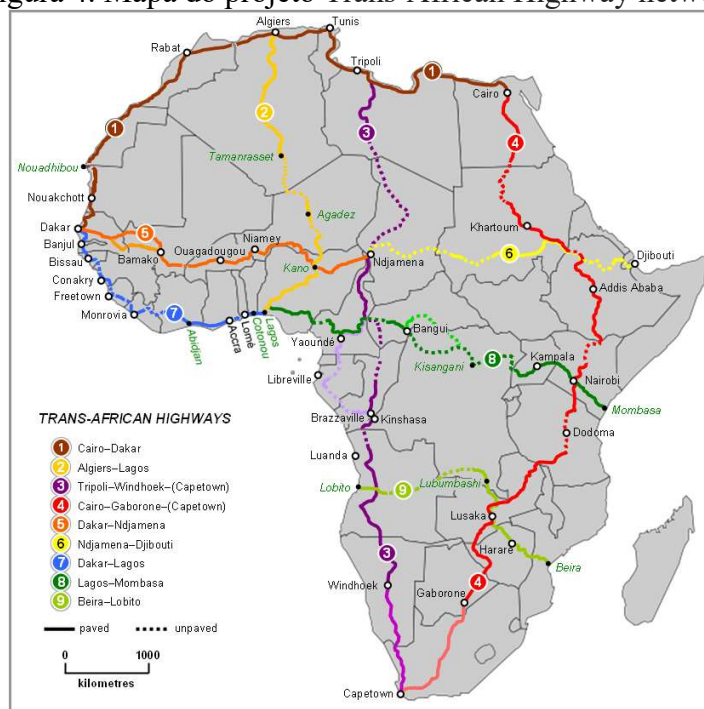 Figura 4: Mapa do projeto Trans-African Highway netw
Algiers
Tunis
Rabat
Tripoli
1
Cairo
2
3
4
1
Nouadhibou
Tamanrasset
Nouakchott
Agadez
Dakar
5
Khartoum
Banjul
Bamako
Ouagadougou
Niamey
Kano
Ndjamena
6
Djibouti
Bissau
Conakry
Freetown
Addis Ababa
Monrovia
7
Abidjan
Accra
Lomé
Cotonou
Lagos
Yaoundé
Bangui
8
Kampala
Kisangani
Libreville
Nairobi
Mombasa
Brazzaville
Kinshasa
Dodoma
Luanda
Lobito
9
Lubumbashi
Lusaka
Harare
Beira
3
Windhoek
Gaborone
4
Capetown
TRANS-AFRICAN HIGHWAYS
1 Cairo–Dakar
2 Algiers–Lagos
3 Tripoli–Windhoek–(Capetown)
4 Cairo–Gaborone–(Capetown)
5 Dakar–Ndjamena
6 Ndjamena–Djibouti
7 Dakar–Lagos
8 Lagos–Mombasa
9 Beira–Lobito
paved
unpaved
0
1000
kilometres